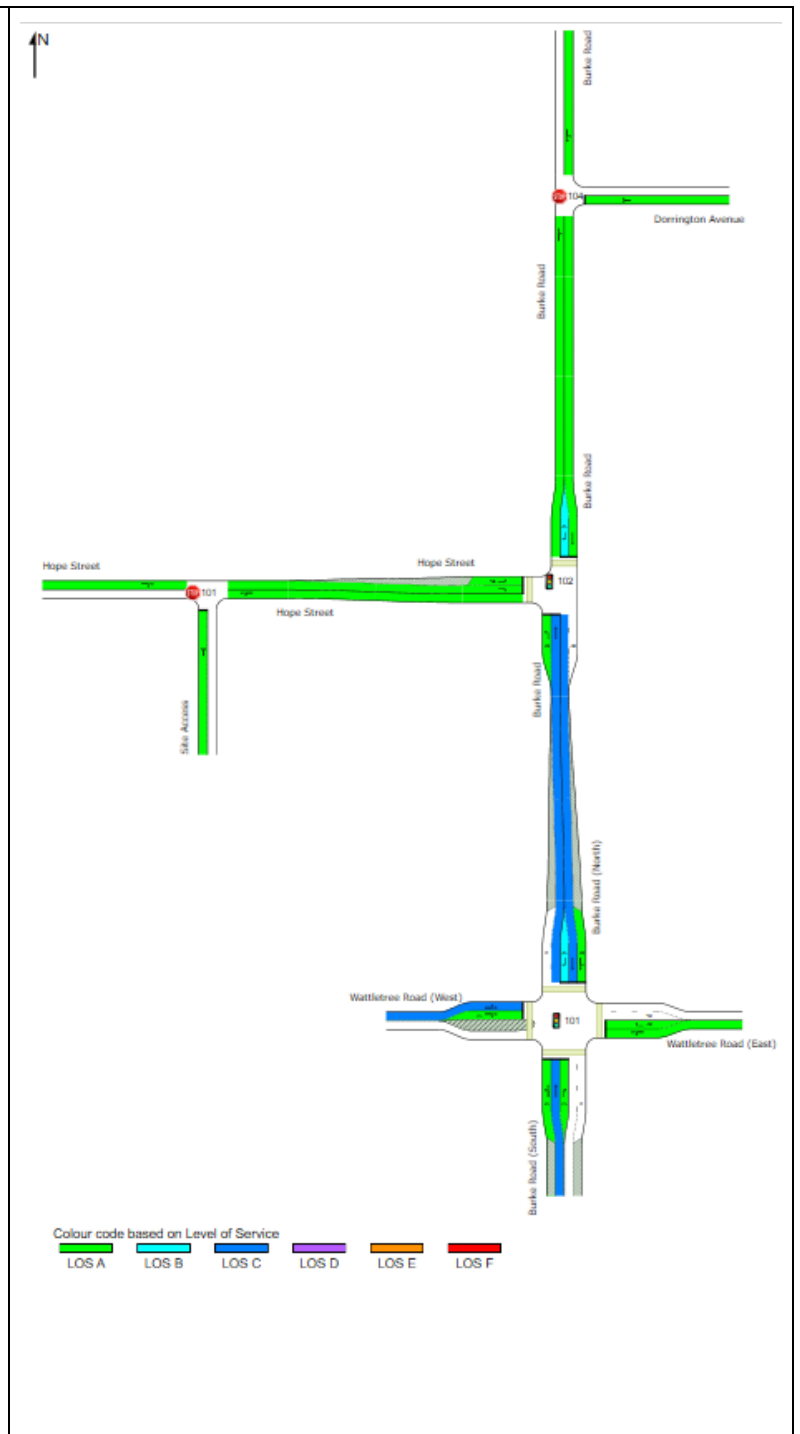 N
Burke Road
STOP 104
Dorrington Avenue
Burke Road
Burke Road
Hope Street
Hope Street
102
STOP 101
Hope Street
Burke Road
Site Access
Burke Road (North)
Wattletree Road (West)
101
Wattletree Road (East)
Burke Road (South)
Colour code based on Level of Service
LOS A LOS B LOS C LOS D LOS E LOS F